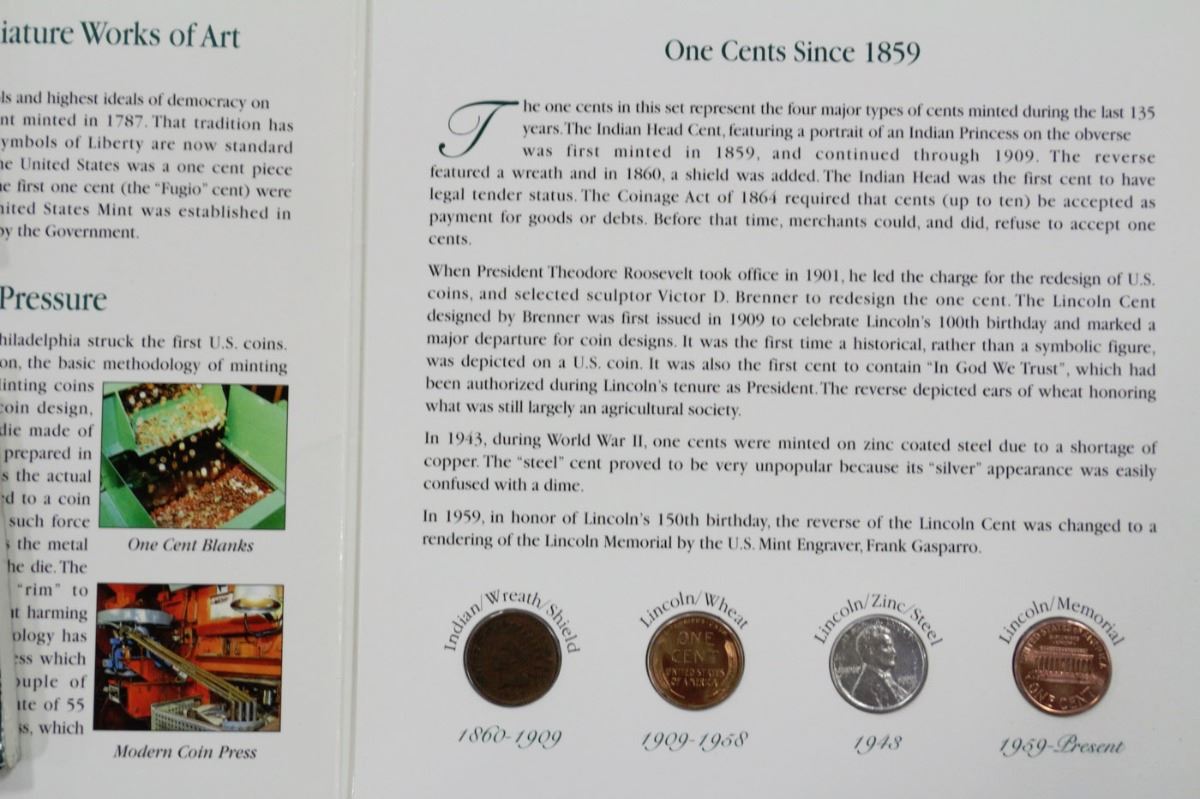 iature Works of Art
ls and highest ideals of democracy on
nt minted in 1787. That tradition has
ymbols of Liberty are now standard
he United States was a one cent piece
he first one cent (the "Fugio" cent) were
nited States Mint was established in
by the Government.
Pressure
hiladelphia struck the first U.S. coins.
on, the basic methodology of minting
inting coins
coin design,
die made of
prepared in
s the actual
d to a coin
such force
s the metal
he die. The
"rim" to
ut harming
ology has
ess which
ouple of
ate of 55
ss, which
One Cent Blanks
Modern Coin Press
One Cents Since 1859
The one cents in this set represent the four major types of cents minted during the last 135
years. The Indian Head Cent, featuring a portrait of an Indian Princess on the obverse
was first minted in 1859, and continued through 1909. The reverse
featured a wreath and in 1860, a shield was added. The Indian Head was the first cent to have
legal tender status. The Coinage Act of 1864 required that cents (up to ten) be accepted as
payment for goods or debts. Before that time, merchants could, and did, refuse to accept one
cents.
When President Theodore Roosevelt took office in 1901, he led the charge for the redesign of U.S.
coins, and selected sculptor Victor D. Brenner to redesign the one cent. The Lincoln Cent
designed by Brenner was first issued in 1909 to celebrate Lincoln's 100th birthday and marked a
major departure for coin designs. It was the first time a historical, rather than a symbolic figure,
was depicted on a U.S. coin. It was also the first cent to contain "In God We Trust", which had
been authorized during Lincoln's tenure as President. The reverse depicted ears of wheat honoring
what was still largely an agricultural society.
In 1943, during World War II, one cents were minted on zinc coated steel due to a shortage of
copper. The "steel" cent proved to be very unpopular because its "silver" appearance was easily
confused with a dime.
In 1959, in honor of Lincoln's 150th birthday, the reverse of the Lincoln Cent was changed to a
rendering of the Lincoln Memorial by the U.S. Mint Engraver, Frank Gasparro.
Indian/Wreath/Shield
1860-1909
Lincoln/Wheat
ONE
CENT
UNITED STATES
OF AMERICA
1909-1958
Lincoln/Zinc/Steel
1943
Lincoln/Memorial
UNITED STATES OF AMERICA
ONE CENT
1959-Present